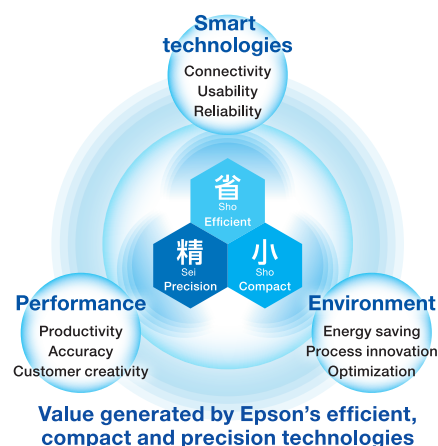 Smart
technologies
Connectivity
Usability
Reliability
省
Sho
Efficient
精
Sei
Precision
小
Sho
Compact
Performance
Productivity
Accuracy
Customer creativity
Environment
Energy saving
Process innovation
Optimization
Value generated by Epson's efficient,
compact and precision technologies